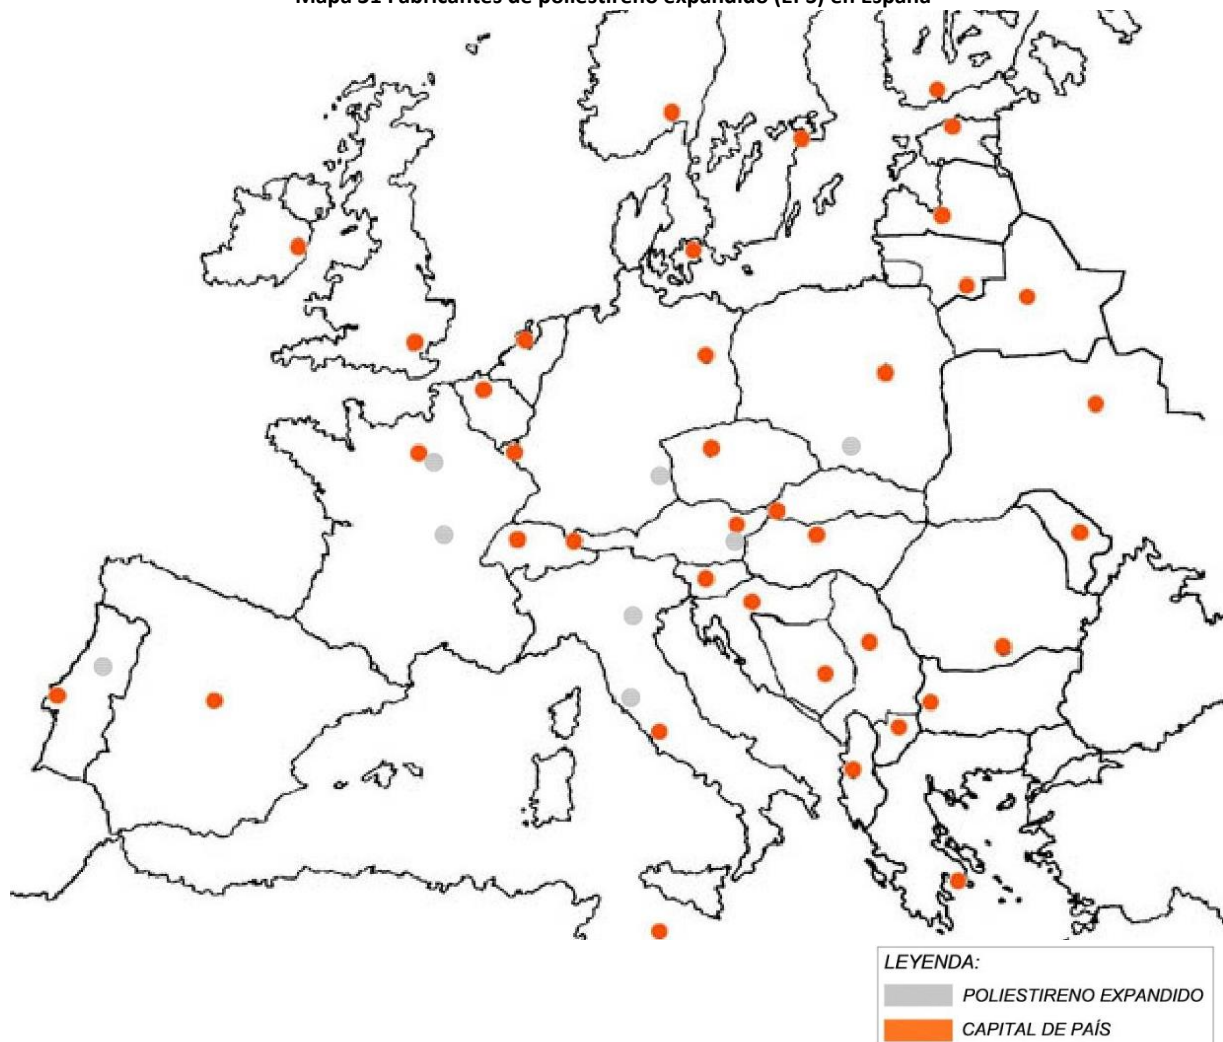 Mapa 31 Fabricantes de poliestireno expandido (EPS) en España
LEYENDA:
POLIESTIRENO EXPANDIDO
CAPITAL DE PAÍS